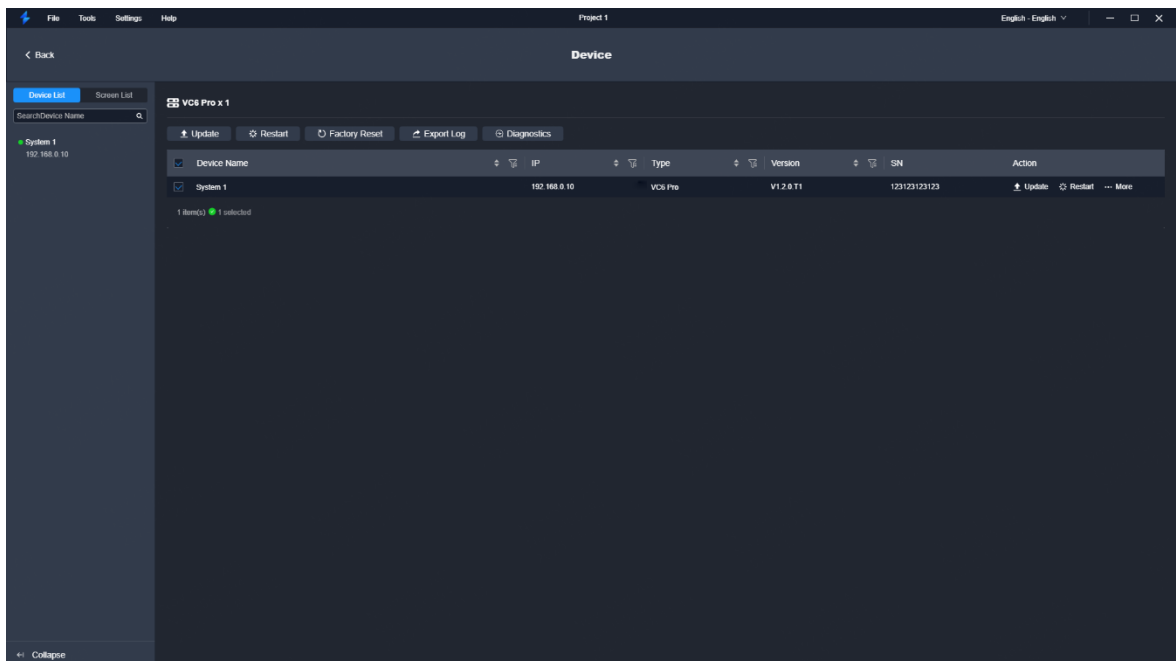 File Tools Settings Help Project 1 English - English
Back Device
Device List Screen List
VC6 Pro x 1
SearchDevice Name
Update Restart Factory Reset Export Log Diagnostics
System 1
192.168.0.10
Device Name IP Type Version SN Action
System 1 192.168.0.10 VC6 Pro V1.2.0.T1 123123123123 Update Restart ··· More
1 item(s) 1 selected
Collapse